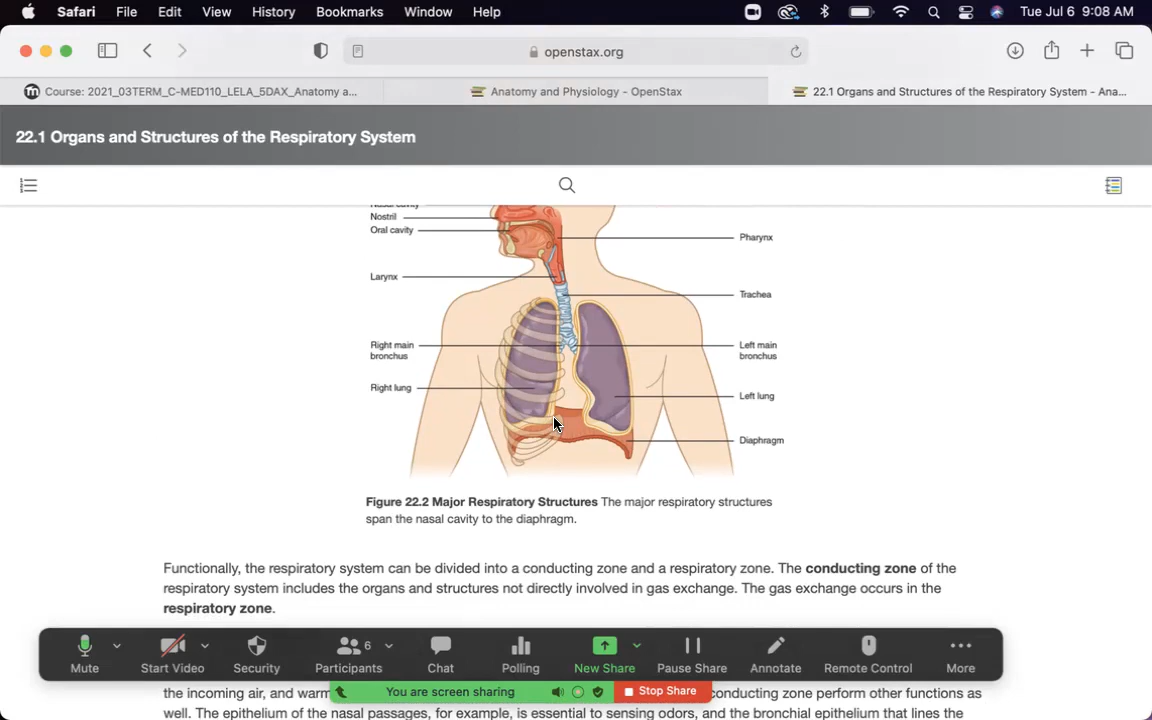 Safari File Edit View History Bookmarks Window Help Tue Jul 6 9:08 AM
openstax.org
Course: 2021_03TERM_C-MED110_LELA_5DAX_Anatomy a... Anatomy and Physiology - OpenStax 22.1 Organs and Structures of the Respiratory System - Ana...
22.1 Organs and Structures of the Respiratory System
Nasal cavity
Nostril
Oral cavity
Pharynx
Larynx
Trachea
Right main
bronchus
Left main
bronchus
Right lung
Left lung
Diaphragm
Figure 22.2 Major Respiratory Structures The major respiratory structures
span the nasal cavity to the diaphragm.
Functionally, the respiratory system can be divided into a conducting zone and a respiratory zone. The conducting zone of the
respiratory system includes the organs and structures not directly involved in gas exchange. The gas exchange occurs in the
respiratory zone.
6
Mute Start Video Security Participants Chat Polling New Share Pause Share Annotate Remote Control More
You are screen sharing Stop Share
the incoming air, and warm conducting zone perform other functions as
well. The epithelium of the nasal passages, for example, is essential to sensing odors, and the bronchial epithelium that lines the